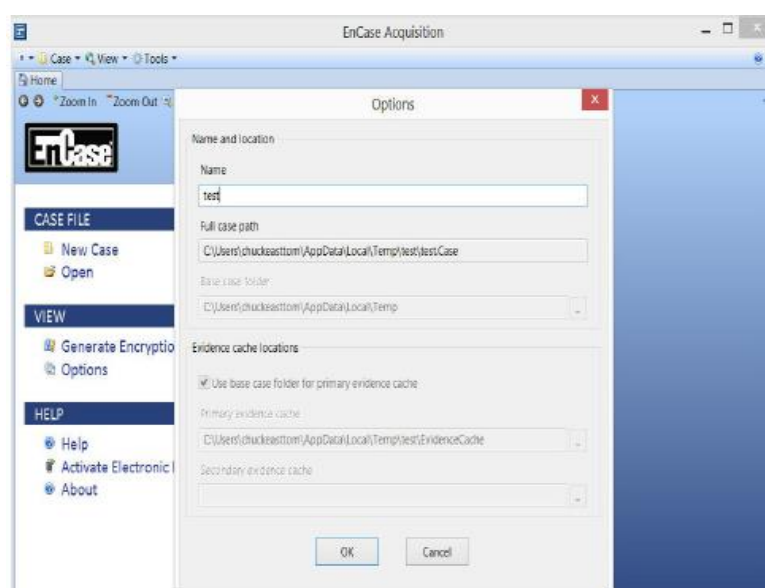 EnCase Acquisition
Case View Tools
Home
Zoom In Zoom Out
EnCase
CASE FILE
New Case
Open
VIEW
Generate Encryptio
Options
HELP
Help
Activate Electronic
About
Options
X
Name and location
Name
test
Full case path
C:\Users\chuckeasttom\AppData\Local\Temp\test\test.Case
Base case folder
C:\Users\chuckeasttom\AppData\Local\Temp
Evidence cache locations
Use base case folder for primary evidence cache
Primary evidence cache
C:\Users\chuckeasttom\AppData\Local\Temp\test\EvidenceCache
Secondary evidence cache
OK Cancel